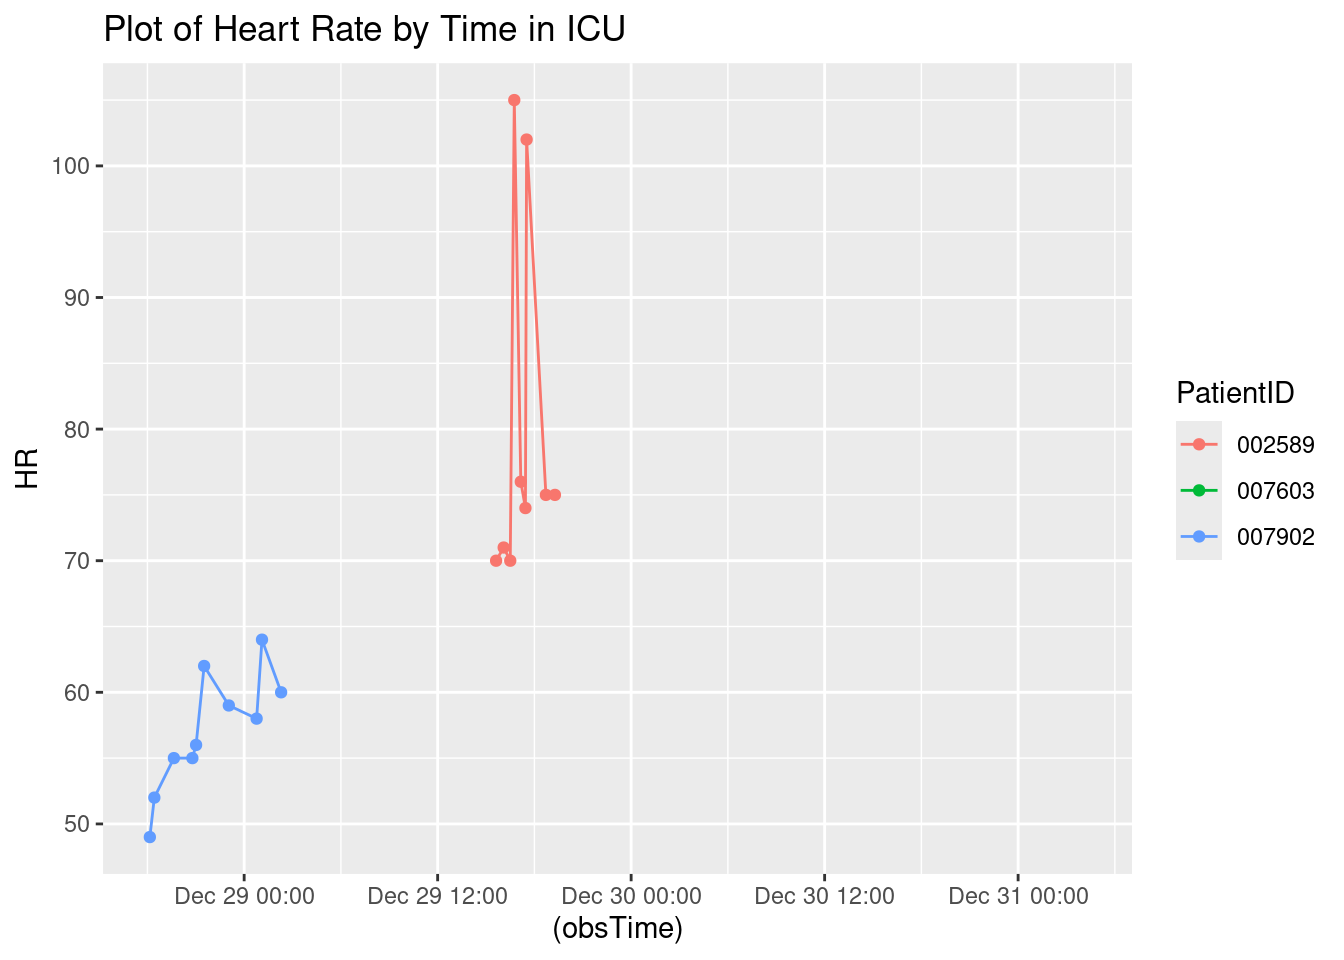 Plot of Heart Rate by Time in ICU
HR
100
90
80
70
60
50
Dec 29 00:00 Dec 29 12:00 Dec 30 00:00 Dec 30 12:00 Dec 31 00:00
(obsTime)
PatientID
002589
007603
007902